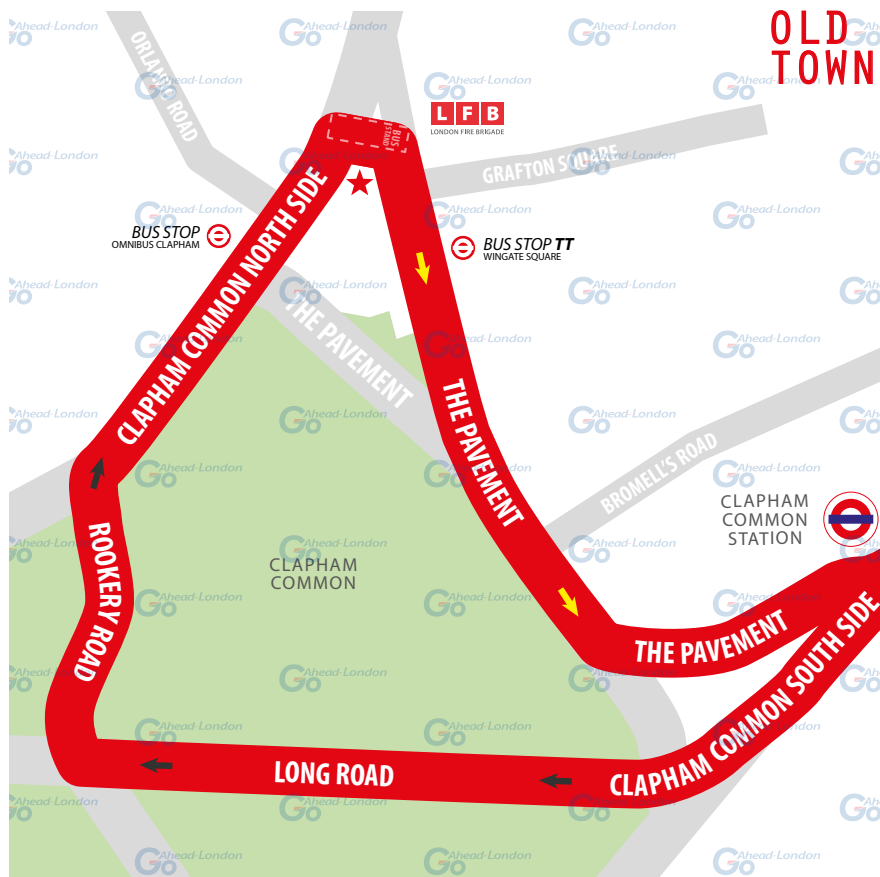 OLD
TOWN
ORLANDO ROAD
LFB
LONDON FIRE BRIGADE
BUS
STAND
GRAFTON SQUARE
CLAPHAM COMMON NORTH SIDE
BUS STOP
OMNIBUS CLAPHAM
BUS STOP TT
WINGATE SQUARE
THE PAVEMENT
THE PAVEMENT
BROMELL'S ROAD
CLAPHAM
COMMON
STATION
ROOKERY ROAD
CLAPHAM
COMMON
THE PAVEMENT
CLAPHAM COMMON SOUTH SIDE
LONG ROAD
Go Ahead-London